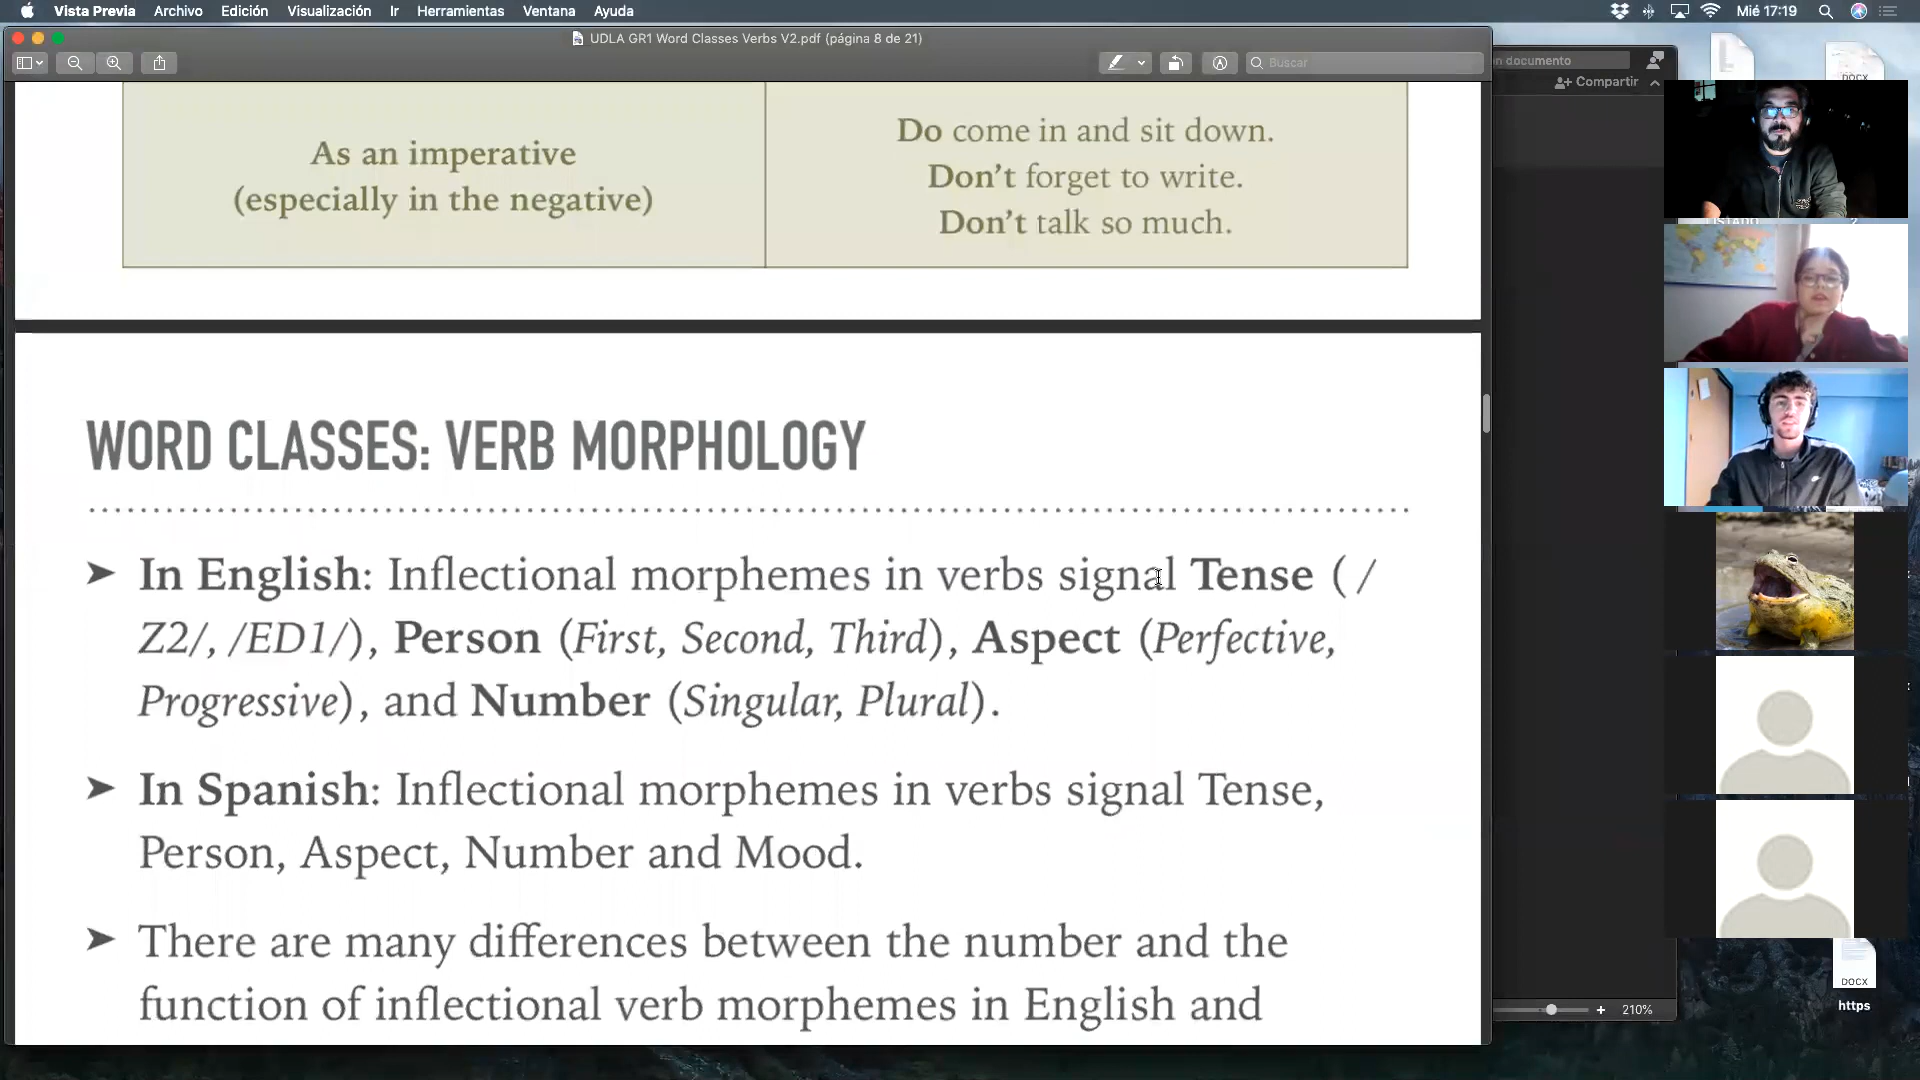 Vista Previa Archivo Edición Visualización Ir Herramientas Ventana Ayuda Mié 17:19
UDLA GR1 Word Classes Verbs V2.pdf (página 8 de 21)
Buscar
en documento
Compartir
DOCX
As an imperative
(especially in the negative)
Do come in and sit down.
Don't forget to write.
Don't talk so much.
WORD CLASSES: VERB MORPHOLOGY
➤ In English: Inflectional morphemes in verbs signal Tense ( /
Z2/, /ED1/), Person (First, Second, Third), Aspect (Perfective,
Progressive), and Number (Singular, Plural).
➤ In Spanish: Inflectional morphemes in verbs signal Tense,
Person, Aspect, Number and Mood.
➤ There are many differences between the number and the
function of inflectional verb morphemes in English and
DOCX
https
210%